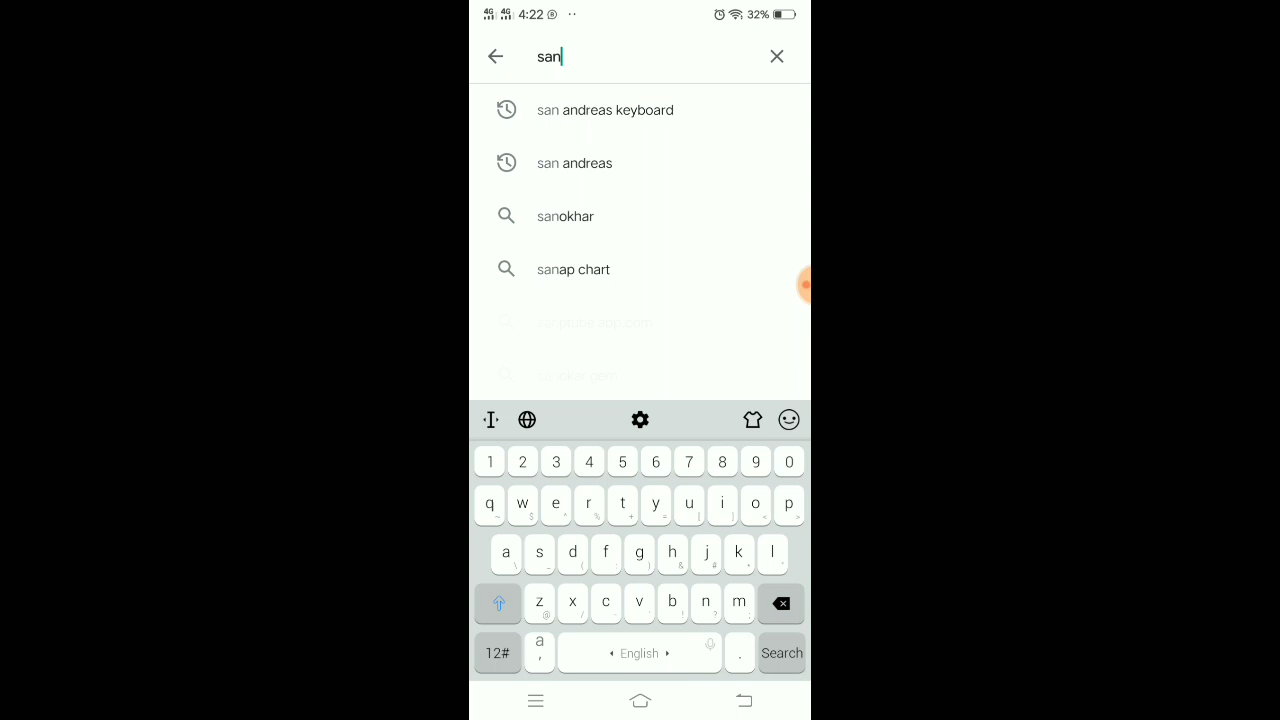 4G 4G 4:22 32%
san
san andreas keyboard
san andreas
sanokhar
sanap chart
1 2 3 4 5 6 7 8 9 0
q w e r t y u i o p
~ $ ^ % + = [ ] < >
a s d f g h j k l
\ _ ( : ) & # * "
z x c v b n m
@ / - ' ! ? ;
12# a , English . Search